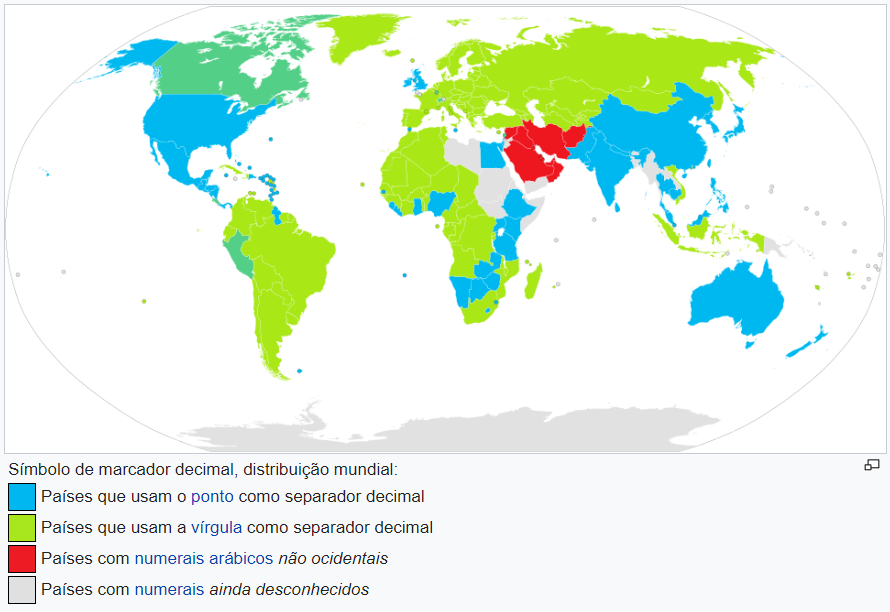 Símbolo de marcador decimal, distribuição mundial:
Países que usam o ponto como separador decimal
Países que usam a vírgula como separador decimal
Países com numerais arábicos não ocidentais
Países com numerais ainda desconhecidos